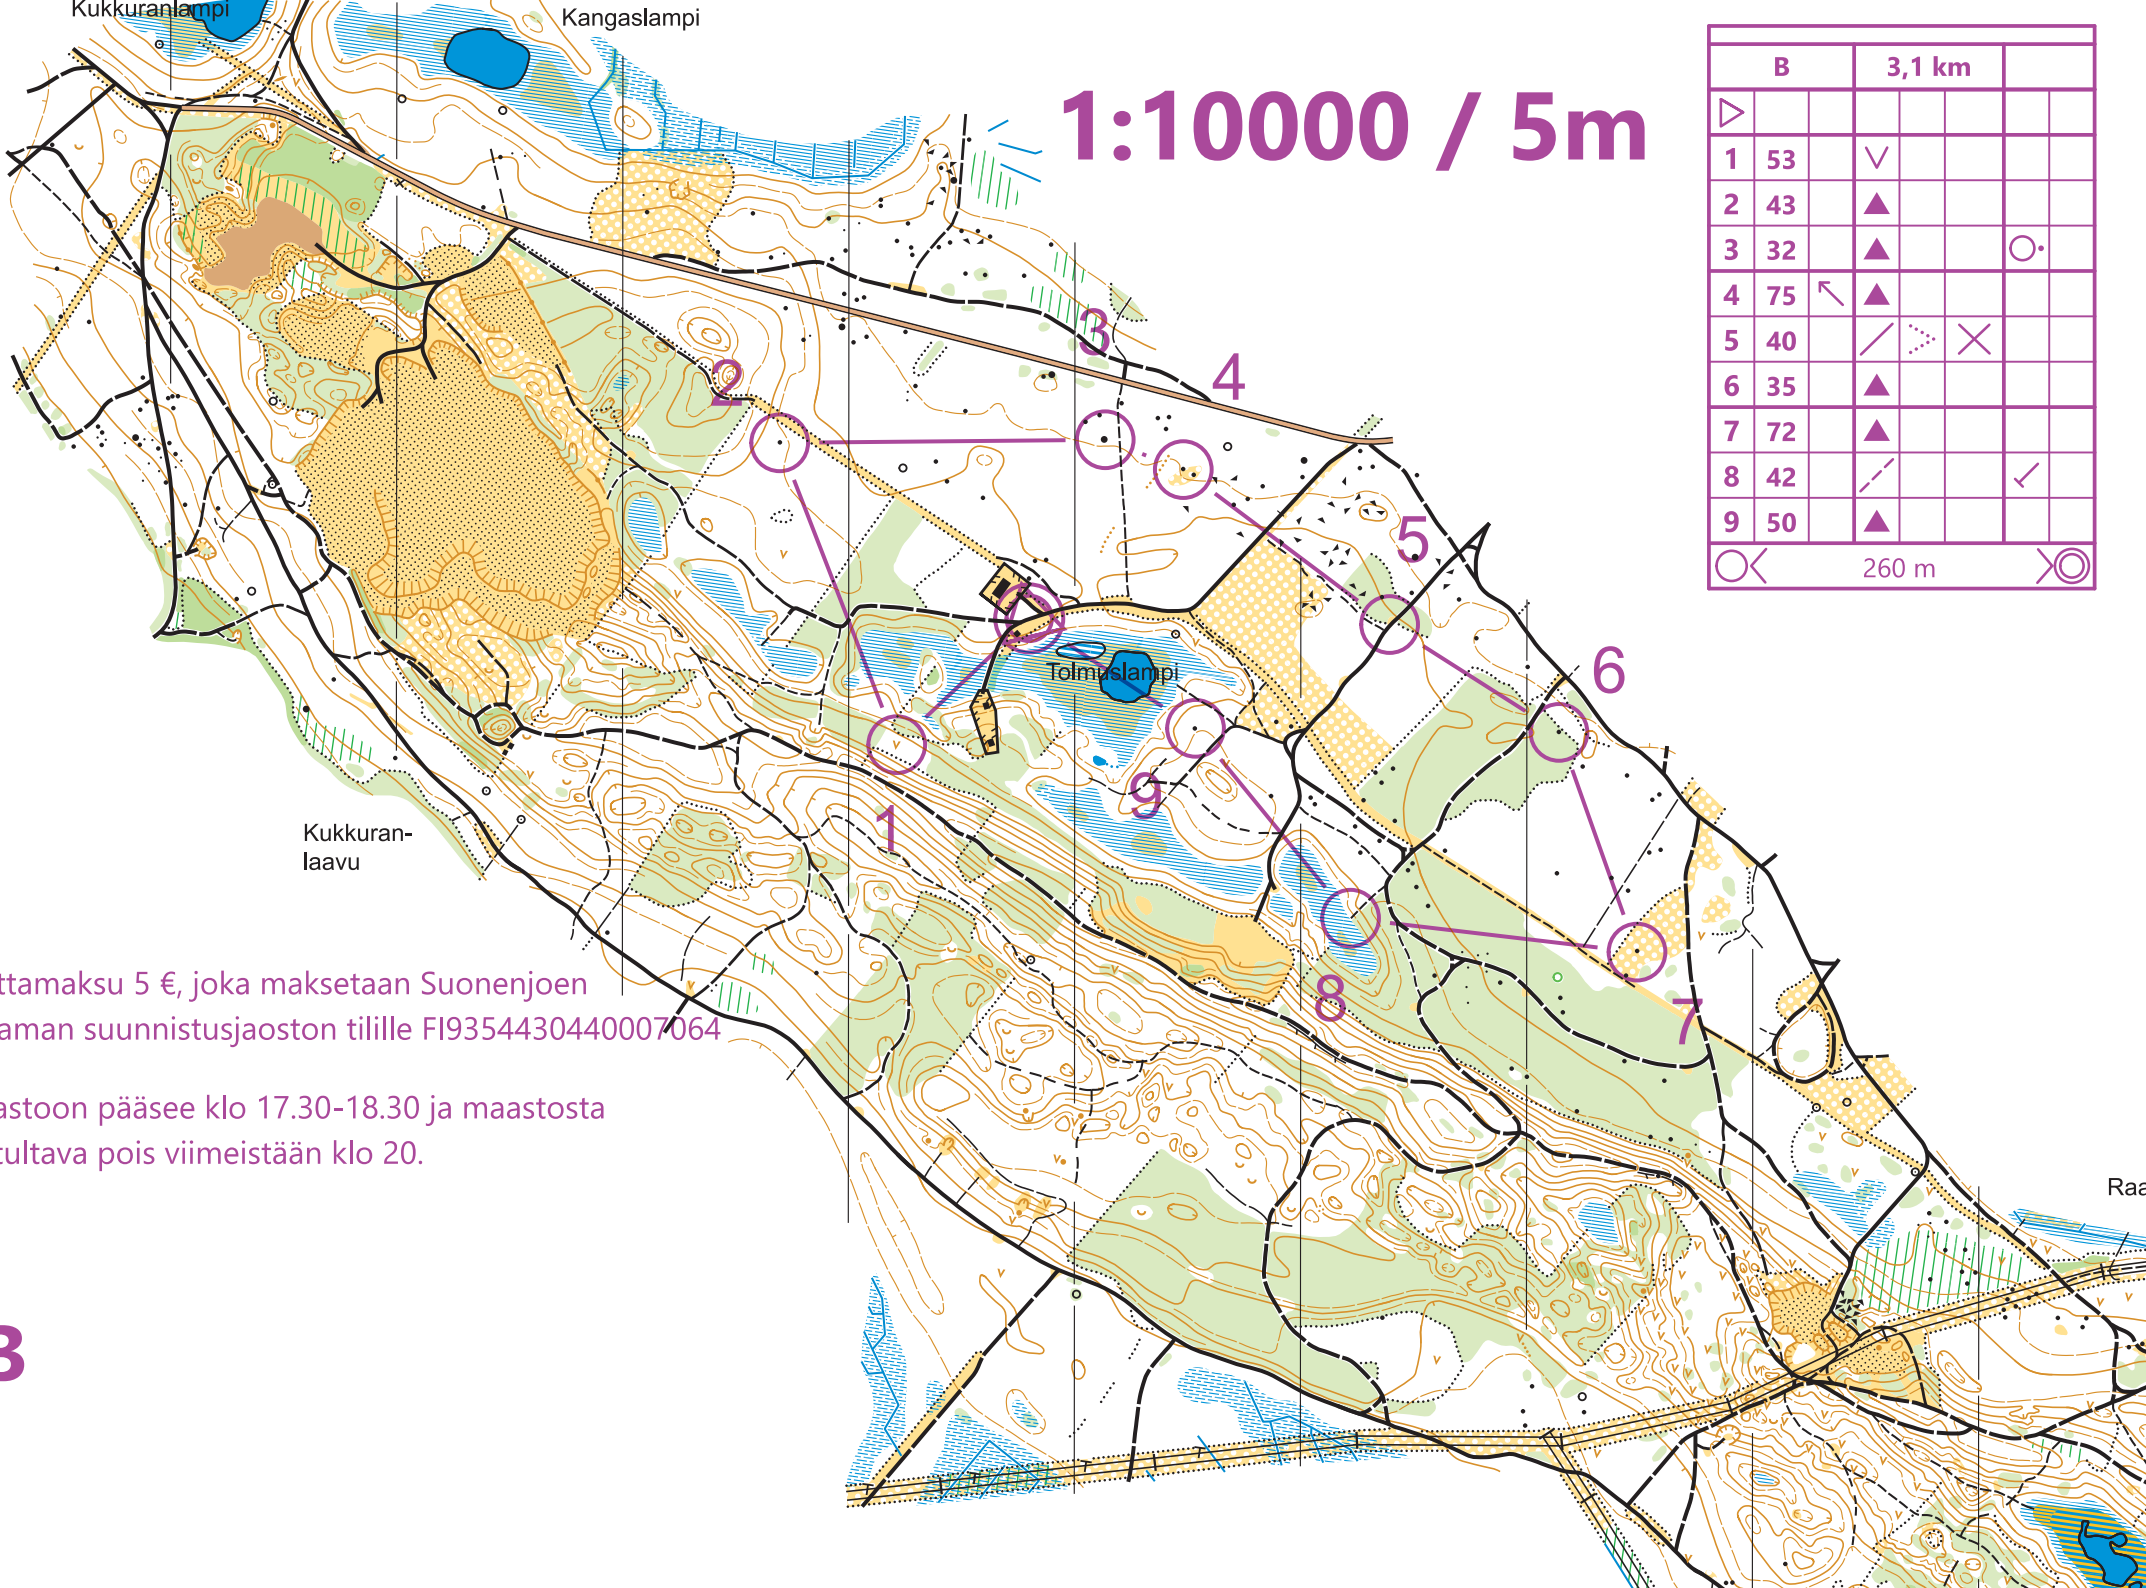 Kukkuranlampi
Kangaslampi
1:10000 / 5m
B 3,1 km
1 53
2 43
3 32
4 75
5 40
6 35
7 72
8 42
9 50
260 m
2
3
4
5
6
1
9
8
7
Tolmuslampi
Kukkuran-
laavu
ttamaksu 5 €, joka maksetaan Suonenjoen
aman suunnistusjaoston tilille FI9354430440007064
astoon pääsee klo 17.30-18.30 ja maastosta
tultava pois viimeistään klo 20.
Raa
B